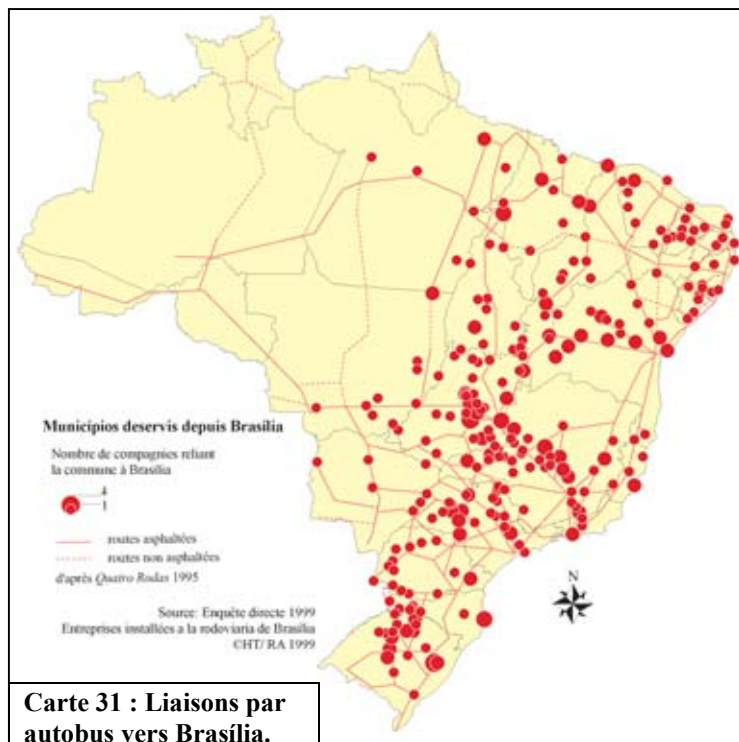 Municípios deservis depuis Brasília
Nombre de compagnies reliant
la commune à Brasília
4
1
routes asphaltées
routes non asphaltées
d'après Quatro Rodas 1995
N
Source: Enquête directe 1999
Entreprises installées a la rodoviaria de Brasília
©HT/ RA 1999
Carte 31 : Liaisons par
autobus vers Brasília.